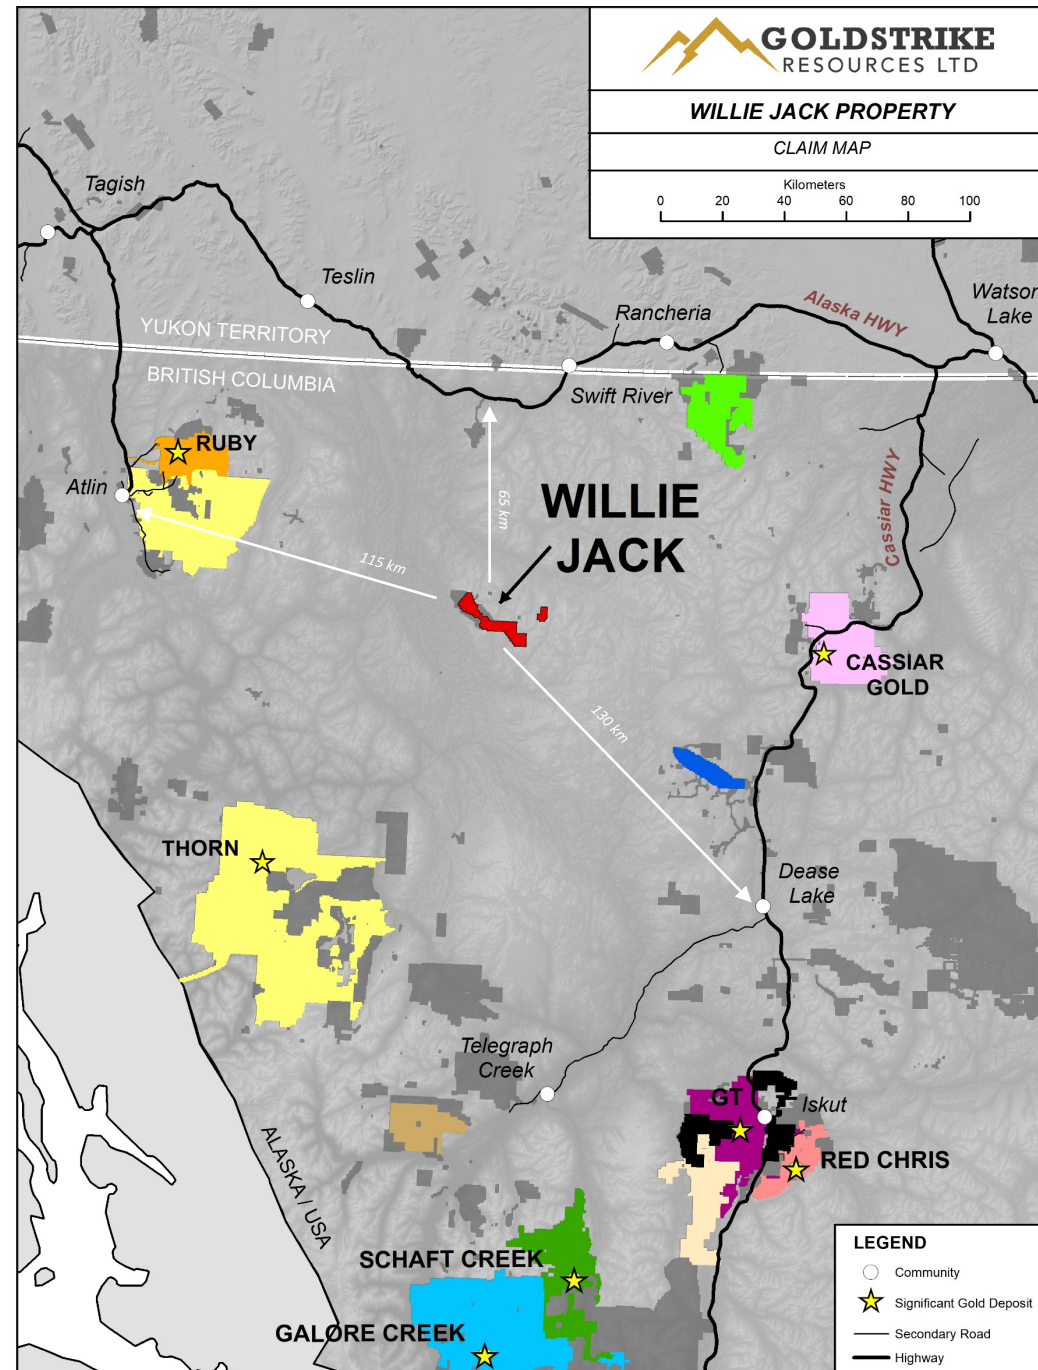 GOLDSTRIKE
RESOURCES LTD
WILLIE JACK PROPERTY
CLAIM MAP
Kilometers
0 20 40 60 80 100
Tagish
Teslin
Rancheria
Alaska HWY
Watson
Lake
YUKON TERRITORY
BRITISH COLUMBIA
Swift River
RUBY
Atlin
Cassiar HWY
65 km
WILLIE
JACK
115 km
CASSIAR
GOLD
130 km
THORN
Dease
Lake
Telegraph
Creek
GT
Iskut
RED CHRIS
ALASKA / USA
SCHAFT CREEK
GALORE CREEK
LEGEND
Community
Significant Gold Deposit
Secondary Road
Highway